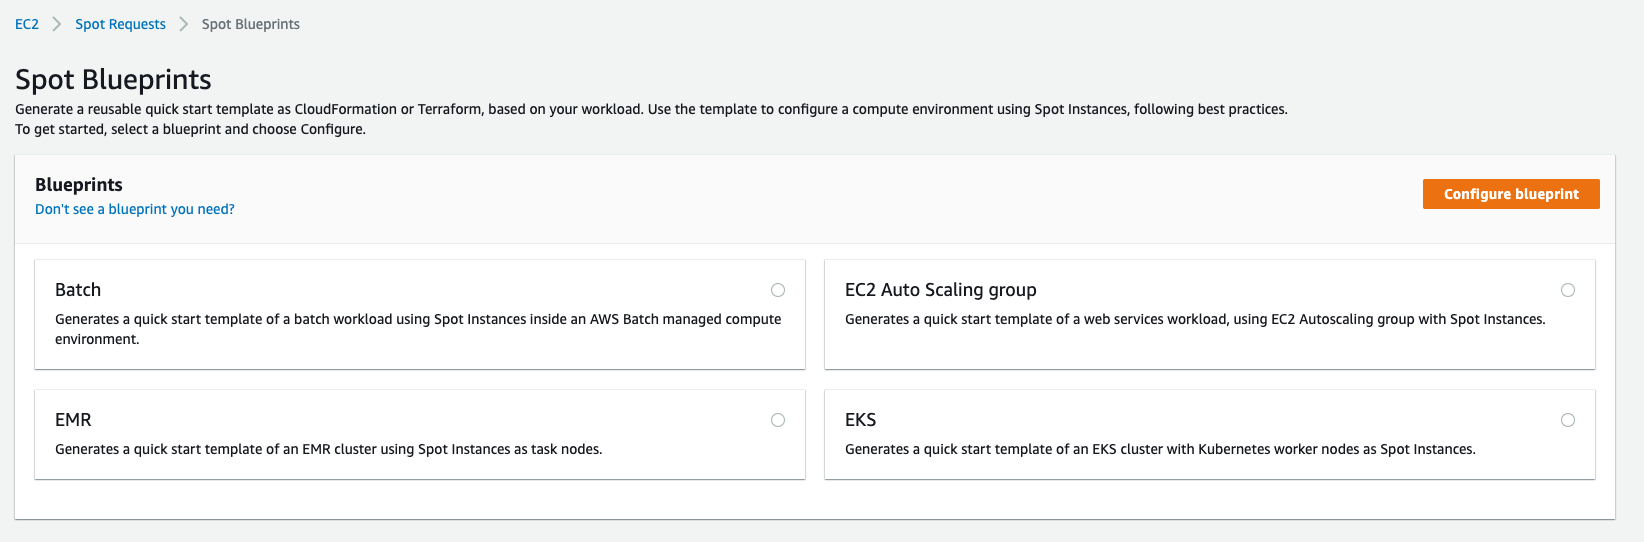 EC2 Spot Requests Spot Blueprints
Spot Blueprints
Generate a reusable quick start template as CloudFormation or Terraform, based on your workload. Use the template to configure a compute environment using Spot Instances, following best practices.
To get started, select a blueprint and choose Configure.
Blueprints
Don't see a blueprint you need?
Configure blueprint
Batch
Generates a quick start template of a batch workload using Spot Instances inside an AWS Batch managed compute
environment.
EC2 Auto Scaling group
Generates a quick start template of a web services workload, using EC2 Autoscaling group with Spot Instances.
EMR
Generates a quick start template of an EMR cluster using Spot Instances as task nodes.
EKS
Generates a quick start template of an EKS cluster with Kubernetes worker nodes as Spot Instances.